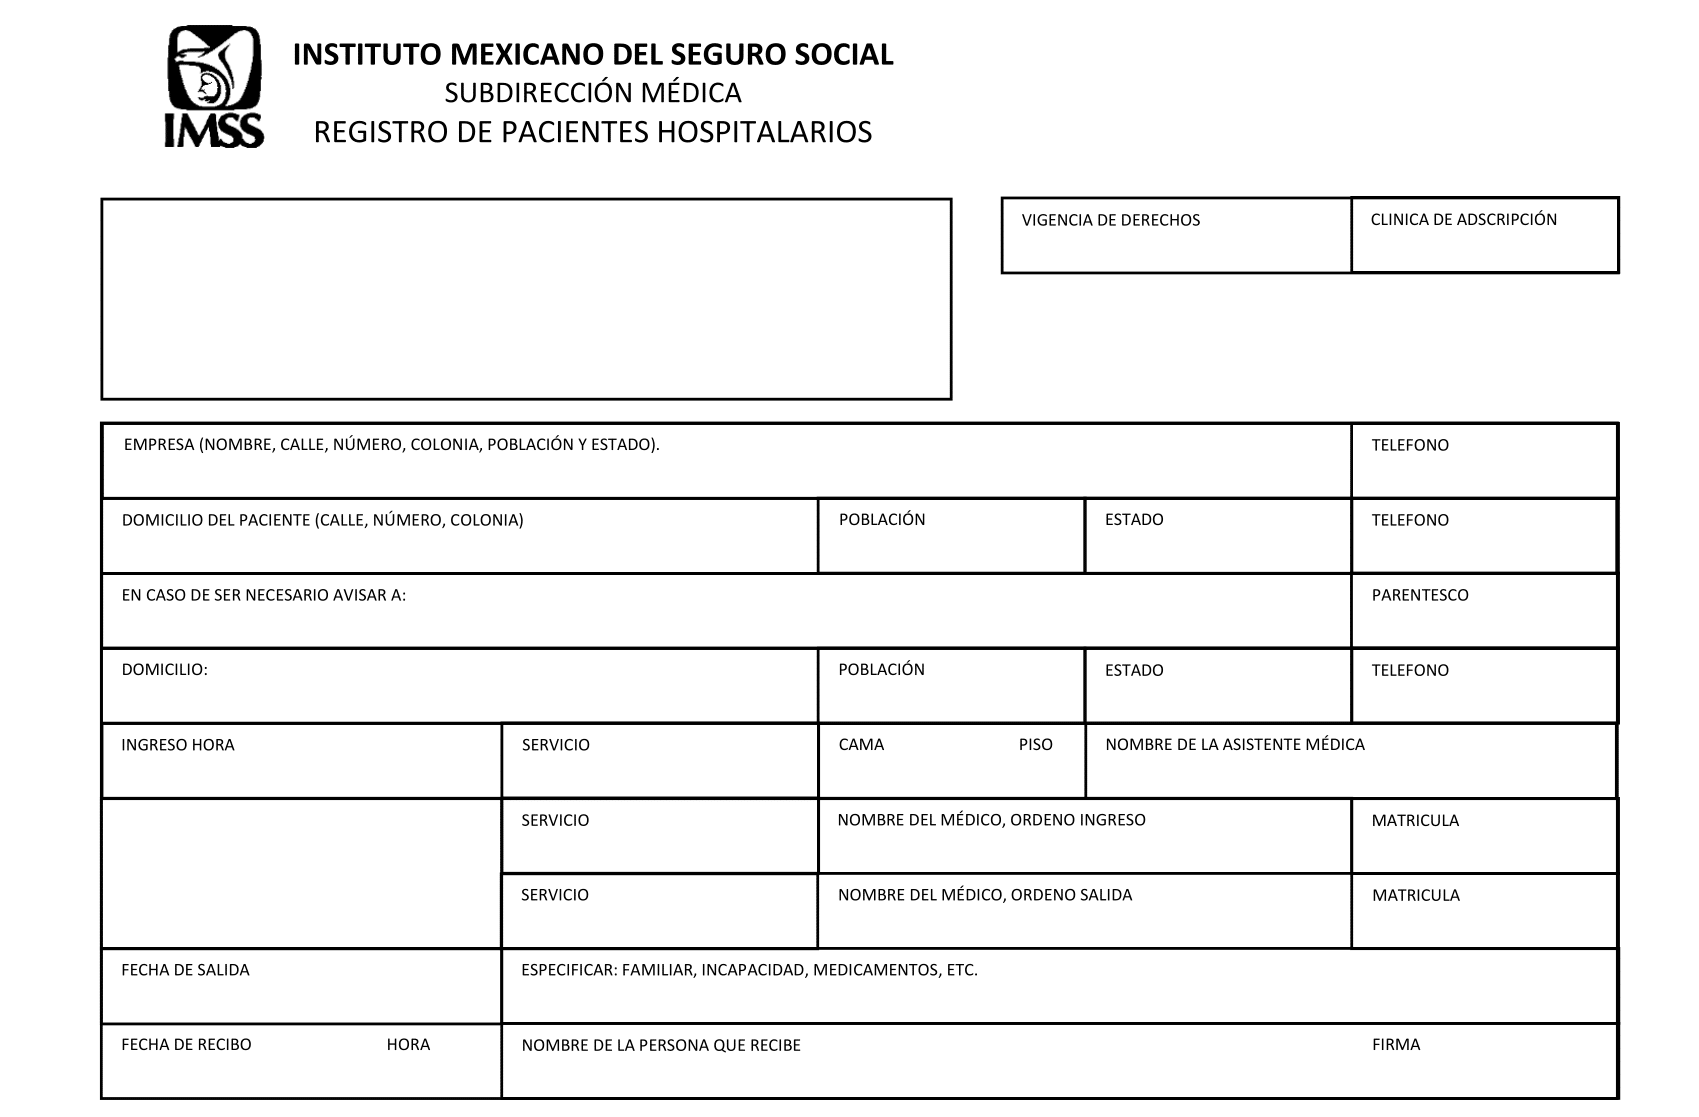 INSTITUTO MEXICANO DEL SEGURO SOCIAL
SUBDIRECCIÓN MÉDICA
REGISTRO DE PACIENTES HOSPITALARIOS
IMSS
VIGENCIA DE DERECHOS CLINICA DE ADSCRIPCIÓN
EMPRESA (NOMBRE, CALLE, NÚMERO, COLONIA, POBLACIÓN Y ESTADO). TELEFONO
DOMICILIO DEL PACIENTE (CALLE, NÚMERO, COLONIA) POBLACIÓN ESTADO TELEFONO
EN CASO DE SER NECESARIO AVISAR A: PARENTESCO
DOMICILIO: POBLACIÓN ESTADO TELEFONO
INGRESO HORA SERVICIO CAMA PISO NOMBRE DE LA ASISTENTE MÉDICA
SERVICIO NOMBRE DEL MÉDICO, ORDENO INGRESO MATRICULA
SERVICIO NOMBRE DEL MÉDICO, ORDENO SALIDA MATRICULA
FECHA DE SALIDA ESPECIFICAR: FAMILIAR, INCAPACIDAD, MEDICAMENTOS, ETC.
FECHA DE RECIBO HORA NOMBRE DE LA PERSONA QUE RECIBE FIRMA